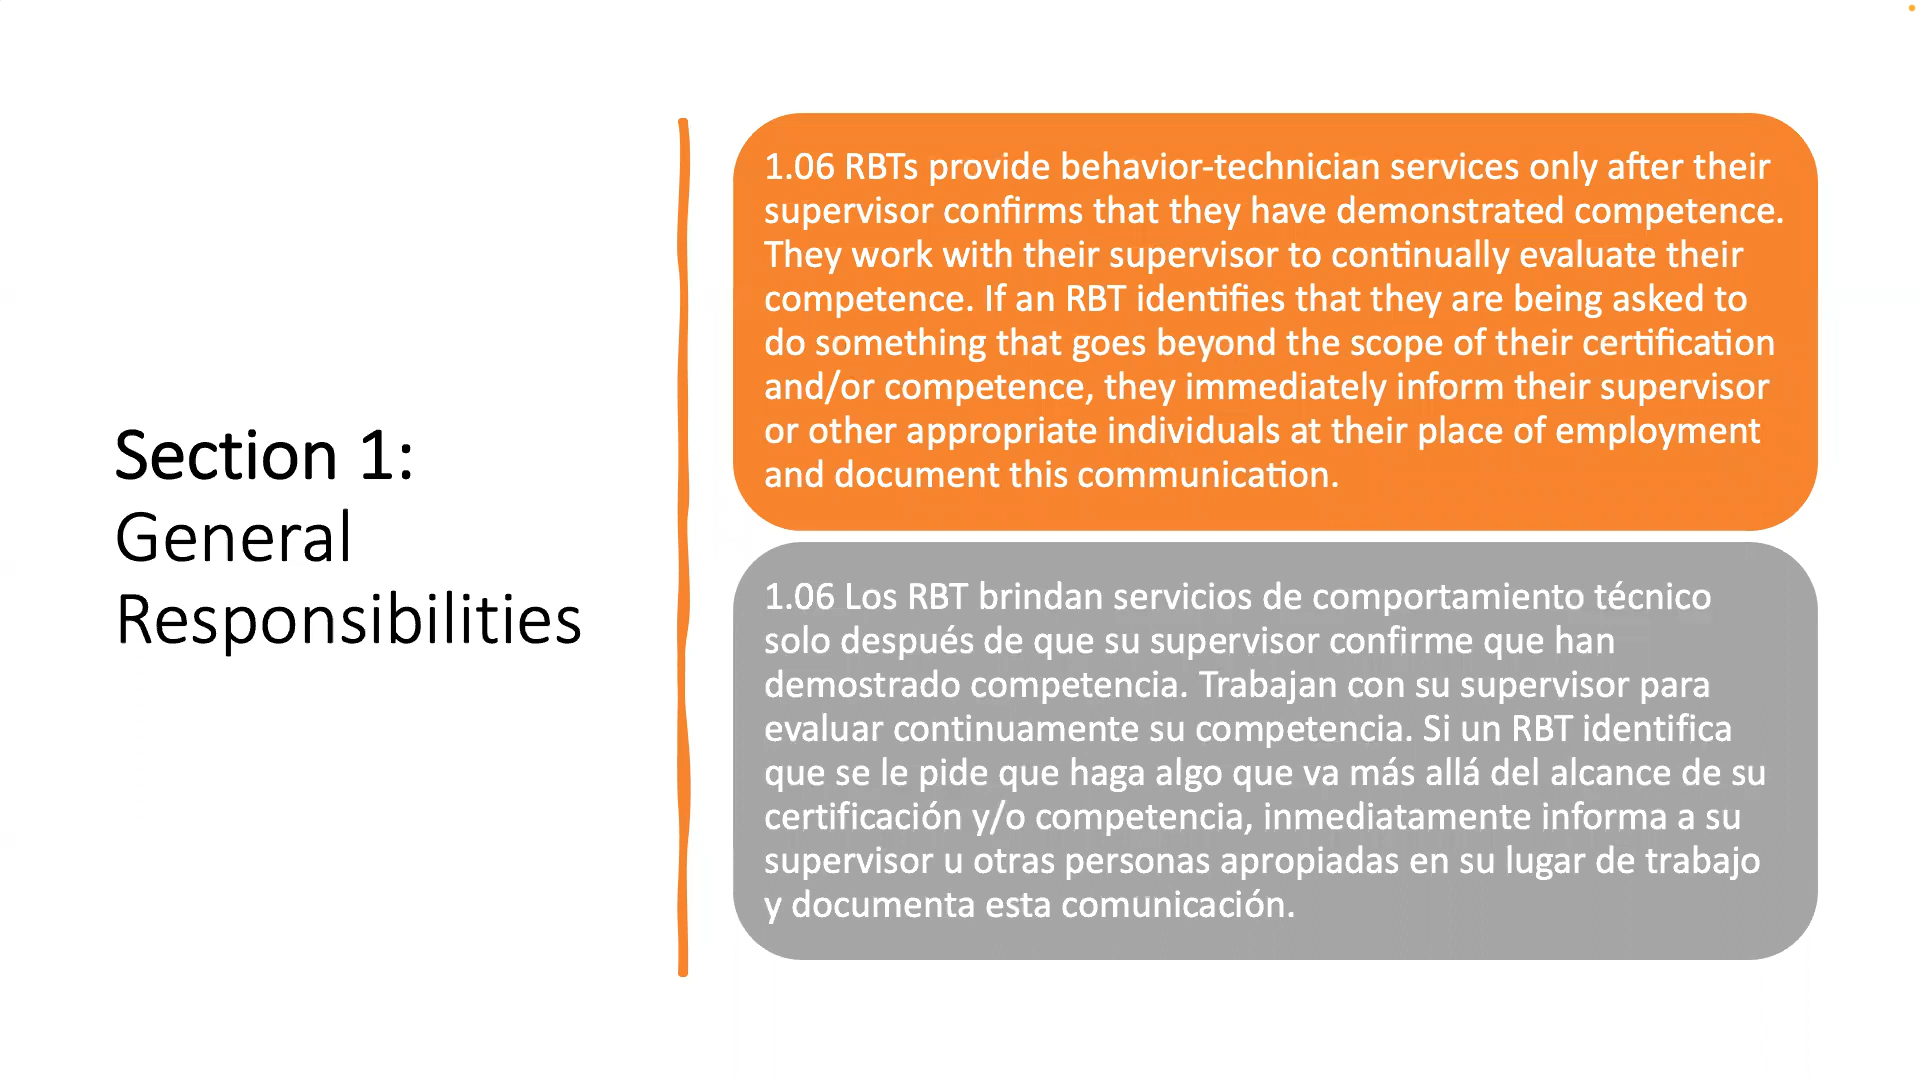 Section 1:
General
Responsibilities
1.06 RBTs provide behavior-technician services only after their
supervisor confirms that they have demonstrated competence.
They work with their supervisor to continually evaluate their
competence. If an RBT identifies that they are being asked to
do something that goes beyond the scope of their certification
and/or competence, they immediately inform their supervisor
or other appropriate individuals at their place of employment
and document this communication.
1.06 Los RBT brindan servicios de comportamiento técnico
solo después de que su supervisor confirme que han
demostrado competencia. Trabajan con su supervisor para
evaluar continuamente su competencia. Si un RBT identifica
que se le pide que haga algo que va más allá del alcance de su
certificación y/o competencia, inmediatamente informa a su
supervisor u otras personas apropiadas en su lugar de trabajo
y documenta esta comunicación.